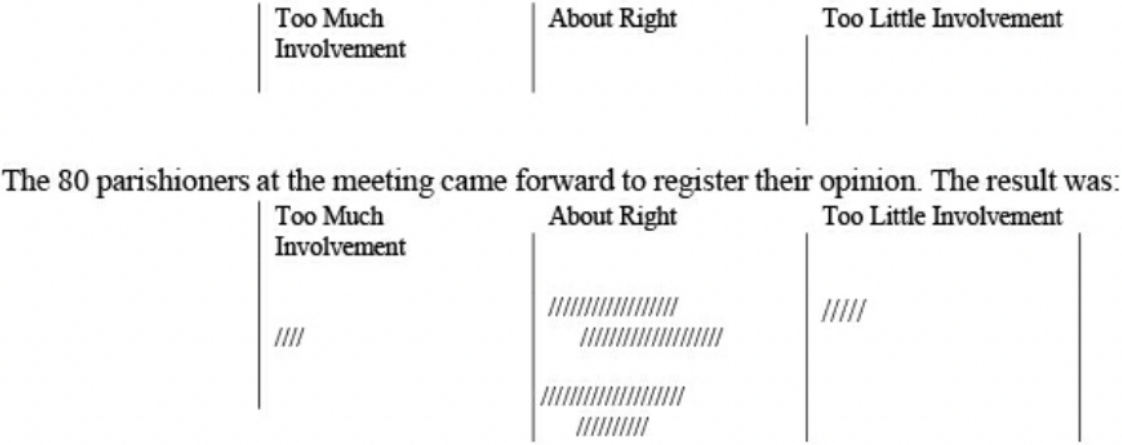 Too Much About Right Too Little Involvement
Involvement
The 80 parishioners at the meeting came forward to register their opinion. The result was:
Too Much About Right Too Little Involvement
Involvement
////////////////// /////
//// ////////////////////
////////////////////
//////////